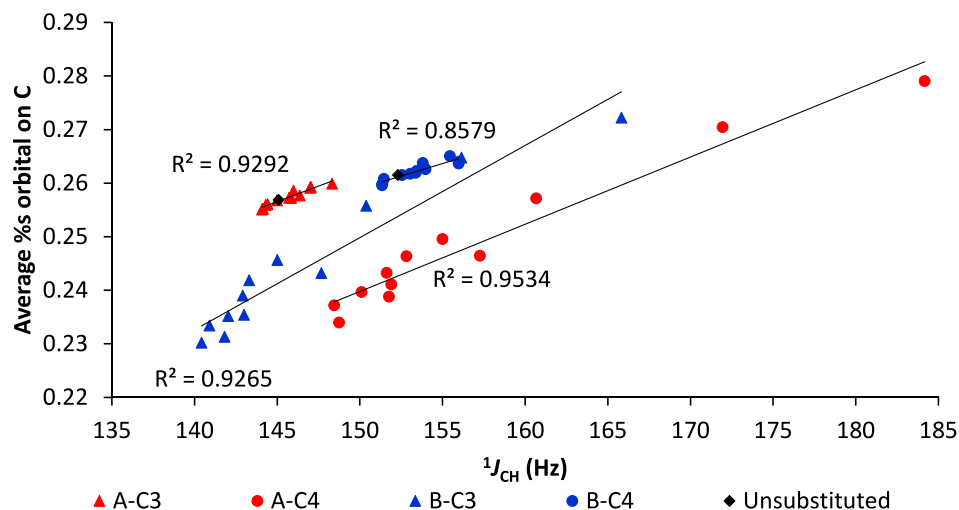 0.29
0.28
0.27
0.26
0.25
0.24
0.23
0.22
Average %s orbital on C
R² = 0.8579
R² = 0.9292
R² = 0.9534
R² = 0.9265
135 140 145 150 155 160 165 170 175 180 185
¹J_CH (Hz)
A-C3 A-C4 B-C3 B-C4 Unsubstituted